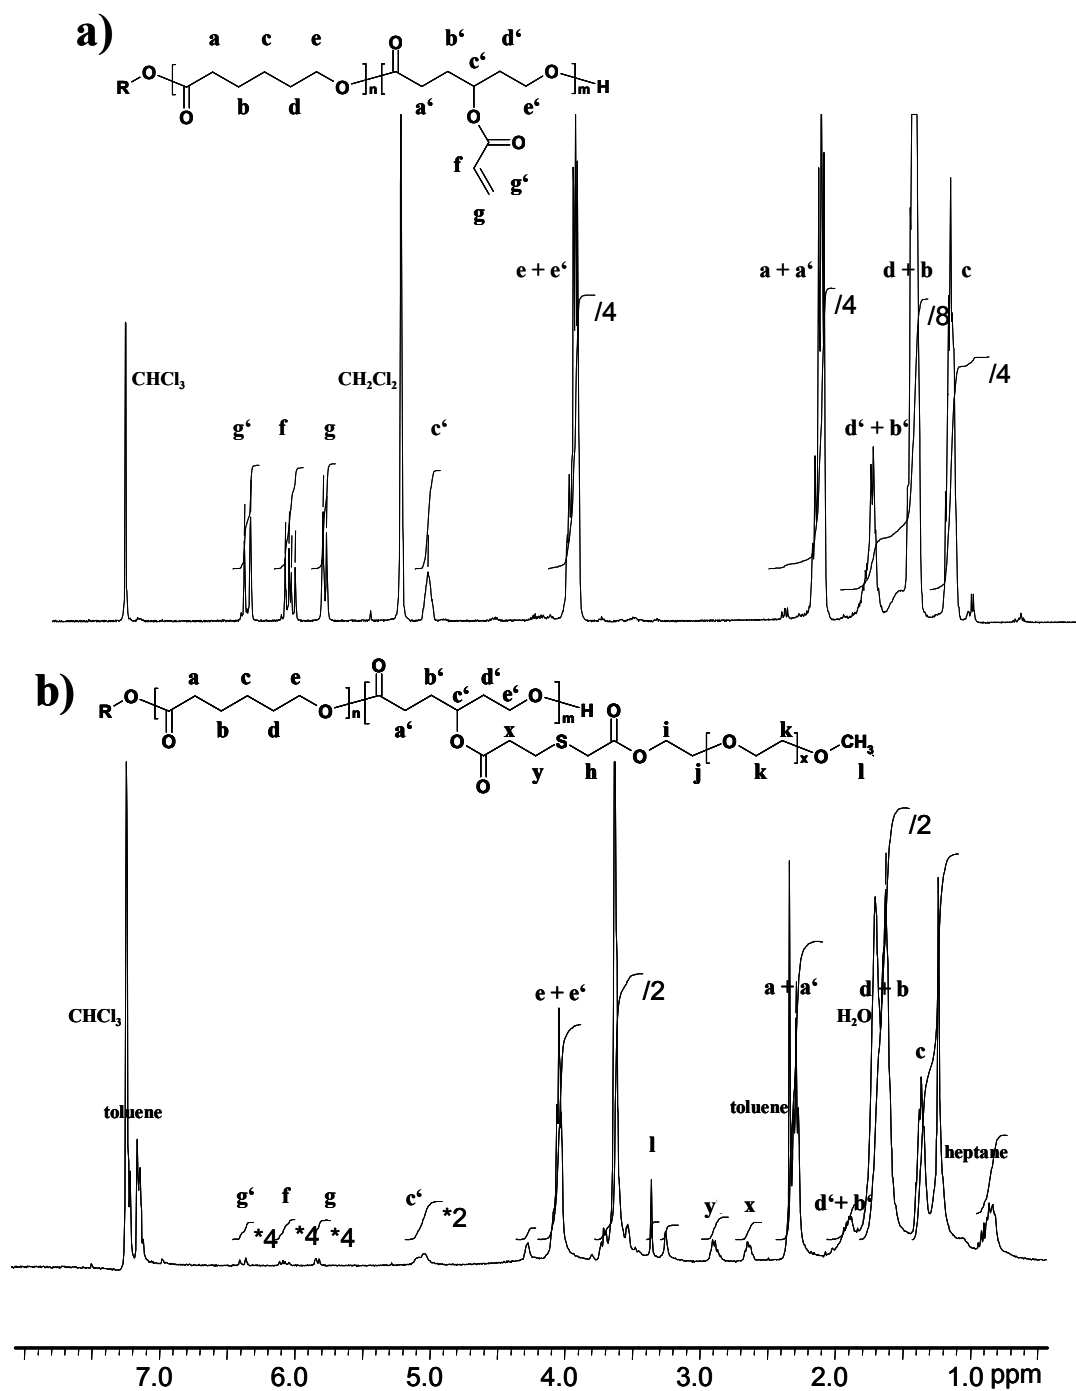 a)
a c e
O
b‘ d‘
c‘
R O [ O ]n [ O ]m H
O
b d a‘ e‘
O
O
f
g‘
g
e + e‘ a + a‘ d + b c
/4 /4 /8 /4
CHCl3 CH2Cl2
g‘ f g c‘ d‘ + b‘
b)
a c e
O
b‘ d‘
c‘ e‘
R O [ O ]n [ O ]m H
O
b d a‘
O x S O i k
O O [ O ]x O CH3
O
y h j k l
/2
e + e‘ /2 a + a‘ d + b
CHCl3 H2O
c
toluene toluene
l heptane
g‘ f g c‘ y x d‘+ b‘
*4 *4 *4 *2
7.0 6.0 5.0 4.0 3.0 2.0 1.0 ppm